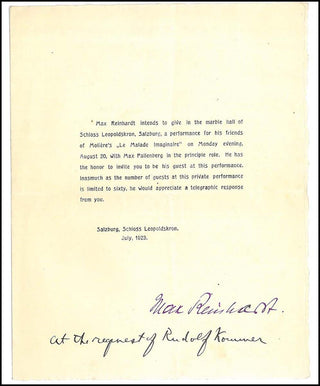 " Max Reinhardt intends to give in the marble hall of
Schloss Leopoldskron, Salzburg, a performance for his friends
of Molière's „Le Malade Imaginaire" on Monday evening,
August 20, with Max Pallenberg in the principle role. He has
the honor to invite you to be his guest at this performance.
Inasmuch as the number of guests at this private performance
is limited to sixty, he would appreciate a telegraphic response
from you.
Salzburg, Schloss Leopoldskron,
July, 1923.
Max Reinhardt.
at the request of Rudolf Kommer